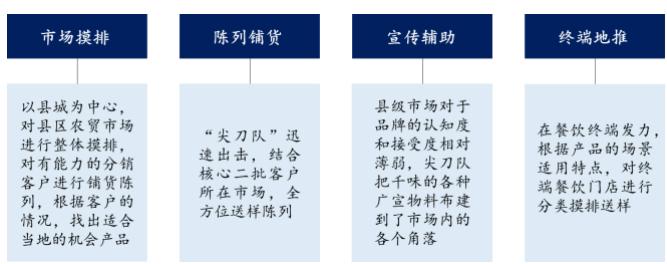 市场摸排
以县城为中心，
对县区农贸市场
进行整体摸排，
对有能力的分销
客户进行铺货陈
列，根据客户的
情况，找出适合
当地的机会产品
陈列铺货
“尖刀队”迅
速出击，结合
核心二批客户
所在市场，全
方位送样陈列
宣传辅助
县级市场对于
品牌的认知度
和接受度相对
薄弱，尖刀队
把千味的各种
广宣物料布建
到了市场内的
各个角落
终端地推
在餐饮终端发力，
根据产品的场景
适用特点，对终
端餐饮门店进行
分类摸排送样